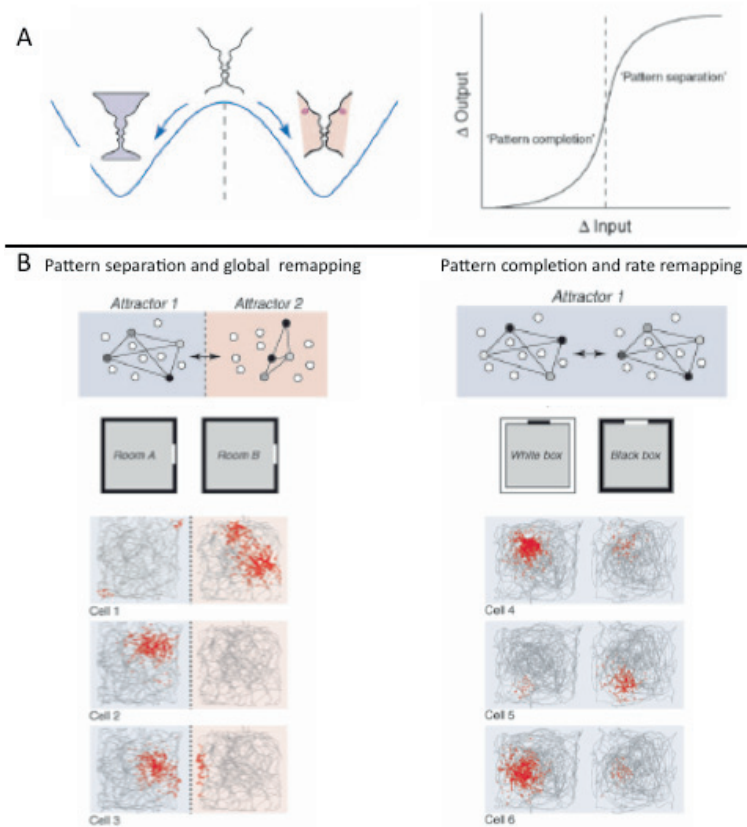 A
Δ Output
'Pattern separation'
'Pattern completion'
Δ Input
B Pattern separation and global remapping
Attractor 1 Attractor 2
Room A Room B
Cell 1
Cell 2
Cell 3
Pattern completion and rate remapping
Attractor 1
White box Black box
Cell 4
Cell 5
Cell 6